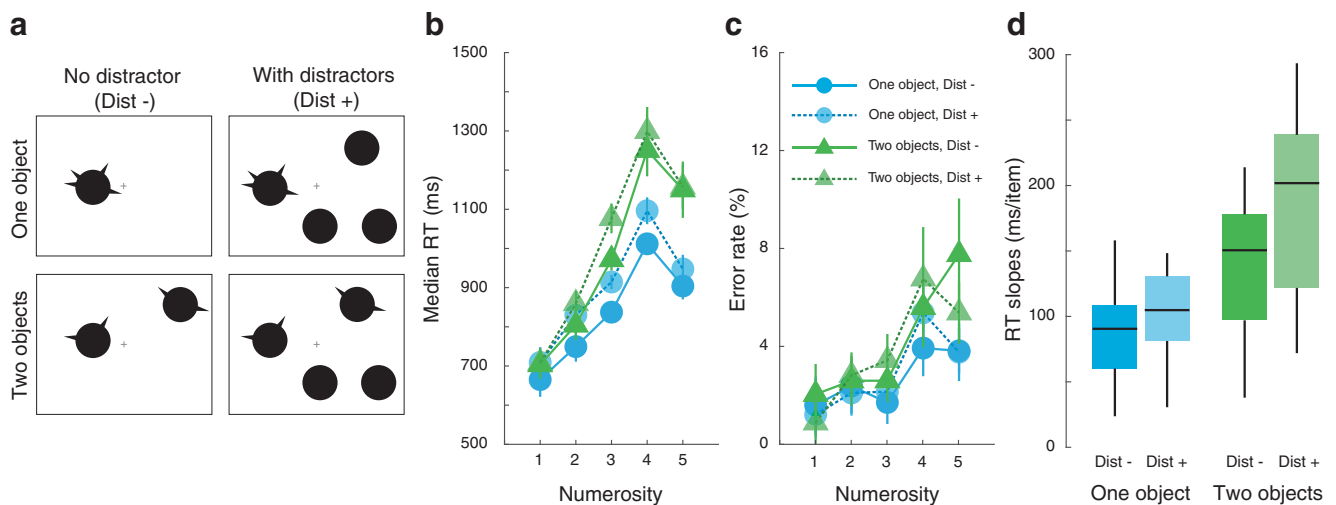 a
No distractor
(Dist -)
With distractors
(Dist +)
One object
Two objects
b
Median RT (ms)
1500
1300
1100
900
700
500
1
2
3
4
5
Numerosity
c
Error rate (%)
16
12
8
4
0
One object, Dist -
One object, Dist +
Two objects, Dist -
Two objects, Dist +
1
2
3
4
5
Numerosity
d
RT slopes (ms/item)
300
200
100
0
Dist - Dist + Dist - Dist +
One object Two objects